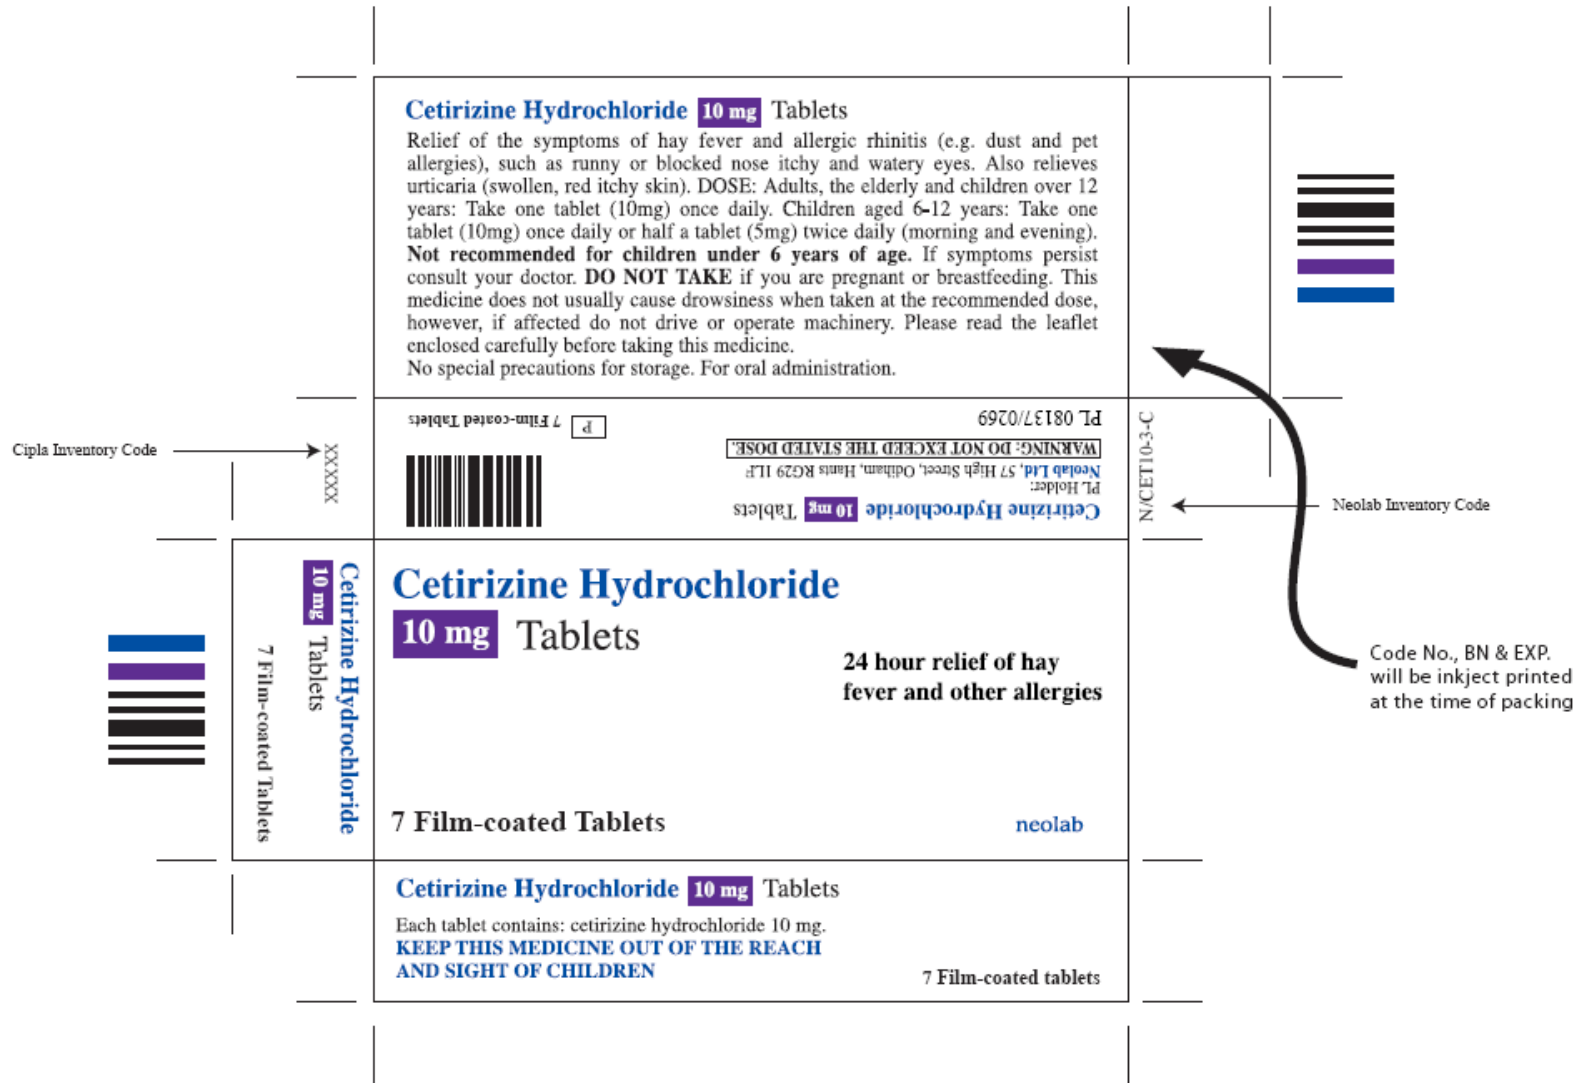 Cetirizine Hydrochloride 10 mg Tablets
Relief of the symptoms of hay fever and allergic rhinitis (e.g. dust and pet
allergies), such as runny or blocked nose itchy and watery eyes. Also relieves
urticaria (swollen, red itchy skin). DOSE: Adults, the elderly and children over 12
years: Take one tablet (10mg) once daily. Children aged 6-12 years: Take one
tablet (10mg) once daily or half a tablet (5mg) twice daily (morning and evening).
Not recommended for children under 6 years of age. If symptoms persist
consult your doctor. DO NOT TAKE if you are pregnant or breastfeeding. This
medicine does not usually cause drowsiness when taken at the recommended dose,
however, if affected do not drive or operate machinery. Please read the leaflet
enclosed carefully before taking this medicine.
No special precautions for storage. For oral administration.
Cipla Inventory Code
XXXXX
Cetirizine Hydrochloride 10 mg Tablets
PL Holder:
Neolab Ltd, 57 High Street, Odiham, Hants RG29 1LF
WARNING: DO NOT EXCEED THE STATED DOSE.
PL 08137/0269
P 7 Film-coated Tablets
N/CET10-3-C
Neolab Inventory Code
Cetirizine Hydrochloride
10 mg Tablets
7 Film-coated Tablets
Cetirizine Hydrochloride
10 mg Tablets
24 hour relief of hay
fever and other allergies
7 Film-coated Tablets
neolab
Code No., BN & EXP.
will be inkject printed
at the time of packing
Cetirizine Hydrochloride 10 mg Tablets
Each tablet contains: cetirizine hydrochloride 10 mg.
KEEP THIS MEDICINE OUT OF THE REACH
AND SIGHT OF CHILDREN
7 Film-coated tablets